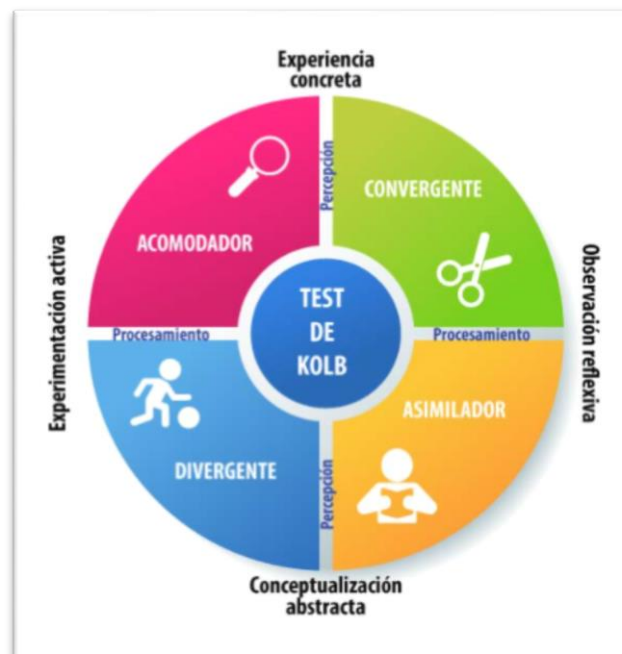 Experiencia
concreta
Percepción
CONVERGENTE
ACOMODADOR
Experimentación activa
Observación reflexiva
TEST
DE
KOLB
Procesamiento
Procesamiento
ASIMILADOR
DIVERGENTE
Percepción
Conceptualización
abstracta